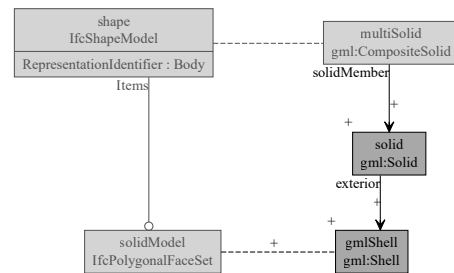 shape
IfcShapeModel
RepresentationIdentifier : Body
Items
multiSolid
gml:CompositeSolid
solidMember
+
+
solid
gml:Solid
exterior
+
+
solidModel
IfcPolygonalFaceSet
+
gmlShell
gml:Shell